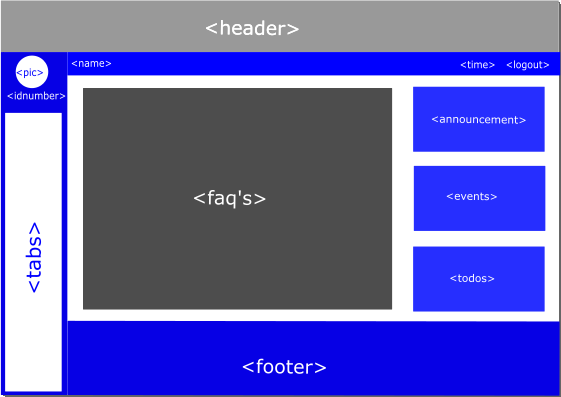 <header>
<pic>
<idnumber>
<name>
<time>
<logout>
<tabs>
<faq's>
<announcement>
<events>
<todos>
<footer>